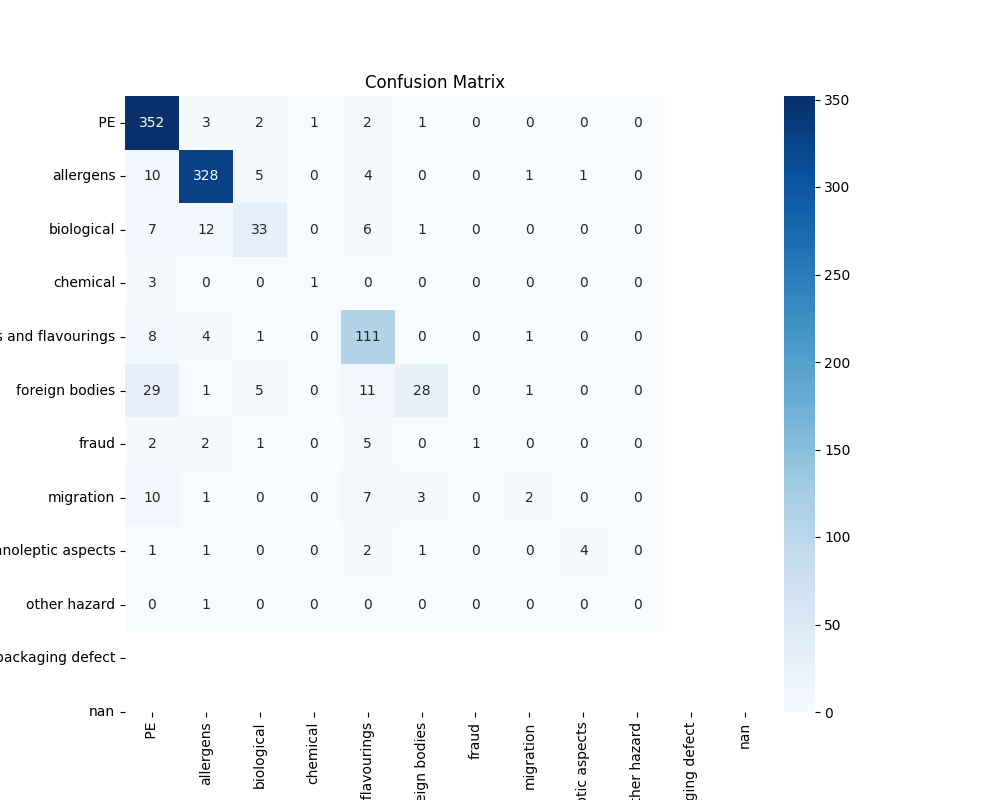 Confusion Matrix
PE 352 3 2 1 2 1 0 0 0 0
allergens 10 328 5 0 4 0 0 1 1 0
biological 7 12 33 0 6 1 0 0 0 0
chemical 3 0 0 1 0 0 0 0 0 0
s and flavourings 8 4 1 0 111 0 0 1 0 0
foreign bodies 29 1 5 0 11 28 0 1 0 0
fraud 2 2 1 0 5 0 1 0 0 0
migration 10 1 0 0 7 3 0 2 0 0
noleptic aspects 1 1 0 0 2 1 0 0 4 0
other hazard 0 1 0 0 0 0 0 0 0 0
packaging defect
nan
PE
allergens
biological
chemical
flavourings
eign bodies
fraud
migration
tic aspects
her hazard
ging defect
nan
350
300
250
200
150
100
50
0